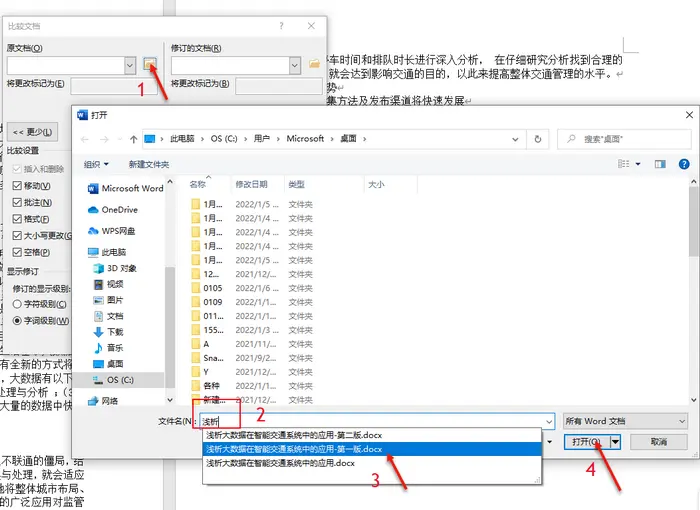 比较文档
原文档(O)
修订的文档(R)
将更改标记为(E)
将更改标记为(B)
1
<< 更少(L)
比较设置
插入和删除
移动(V)
批注(N)
格式(F)
大小写更改(G
空格(P)
显示修订
修订的显示级别:
字符级别(C)
字词级别(W)
车时间和排队时长进行深入分析， 在仔细研究分析找到合理的
就会达到影响交通的目的，以此来提高整体交通管理的水平。
势
集方法及发布渠道将快速发展
打开
此电脑 › OS (C:) › 用户 › Microsoft › 桌面 ›
搜索"桌面"
组织
新建文件夹
Microsoft Word
OneDrive
WPS网盘
此电脑
3D 对象
视频
图片
文档
下载
音乐
桌面
OS (C:)
网络
名称 修改日期 类型 大小
1月... 2022/1/5 ... 文件夹
1月... 2022/1/4 ... 文件夹
1月... 2022/1/4 ... 文件夹
1月... 2022/1/5 ... 文件夹
1月... 2022/1/5 ... 文件夹
12... 2021/12/... 文件夹
0105 2022/1/6 ... 文件夹
0109 2022/1/1... 文件夹
011... 2022/1/1... 文件夹
155... 2022/1/3 ... 文件夹
A 2021/11/... 文件夹
Sna... 2021/9/2... 文件夹
Y 2021/12/... 文件夹
各种 2022/1/1... 文件夹
新建... 2021/12/... 文件夹
文件名(N): 浅析
2
所有 Word 文档
浅析大数据在智能交通系统中的应用-第二版.docx
浅析大数据在智能交通系统中的应用-第一版.docx
浅析大数据在智能交通系统中的应用.docx
3
打开(O)
取消
4
有全新的方式将
，大数据有以下
处理与分析；（3
大量的数据中快
息不联通的僵局，结
集与处理，就会适应
地将整体城市布局、
的广泛应用对监管